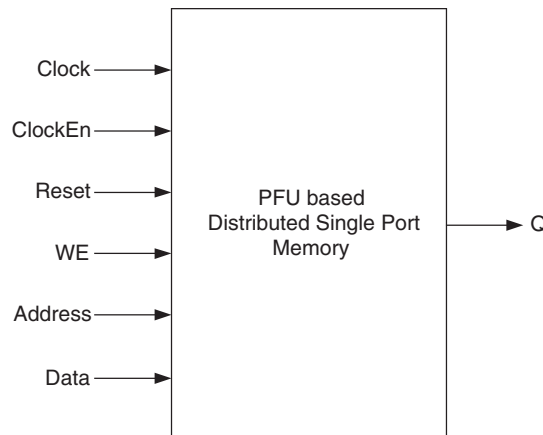 Clock
ClockEn
Reset
WE
Address
Data
PFU based
Distributed Single Port
Memory
Q